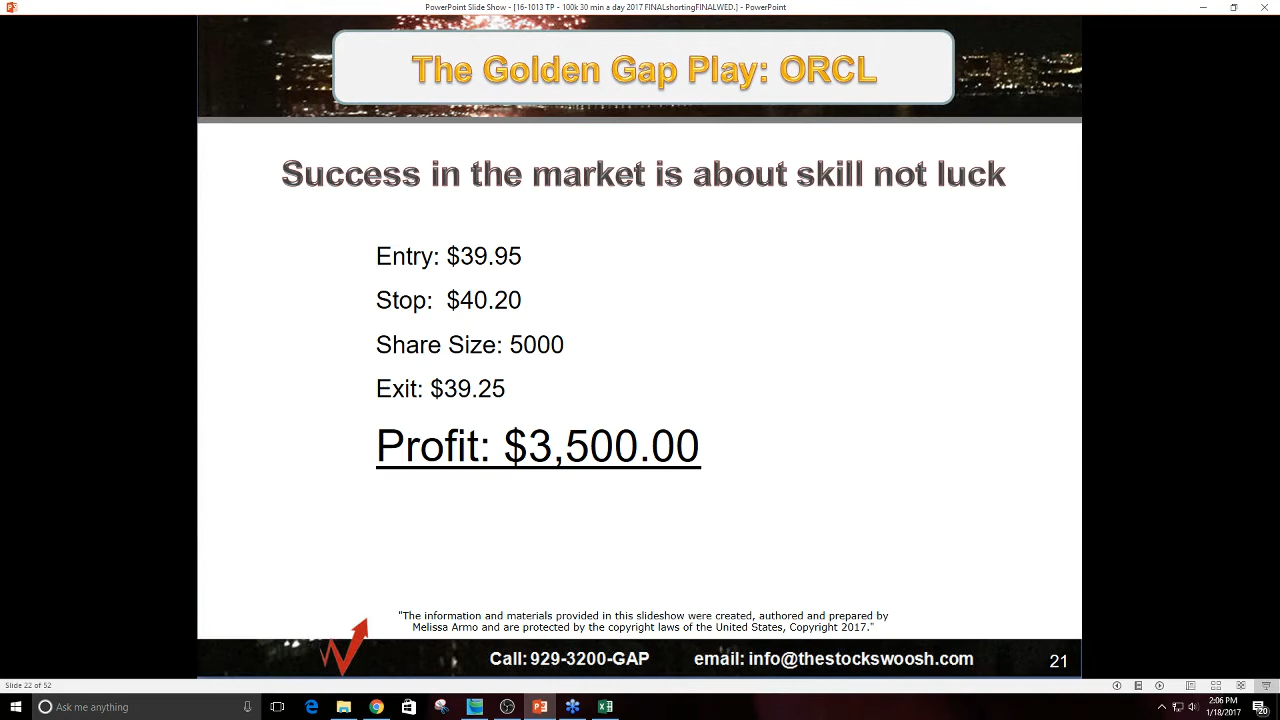 PowerPoint Slide Show - [16-1013 TP - 100k 30 min a day 2017 FINALshortingFINALWED.] - PowerPoint
The Golden Gap Play: ORCL
Success in the market is about skill not luck
Entry: $39.95
Stop: $40.20
Share Size: 5000
Exit: $39.25
Profit: $3,500.00
"The information and materials provided in this slideshow were created, authored and prepared by
Melissa Armo and are protected by the copyright laws of the United States, Copyright 2017."
Call: 929-3200-GAP email: info@thestockswoosh.com 21
Slide 22 of 52
Ask me anything
2:06 PM
1/18/2017
20